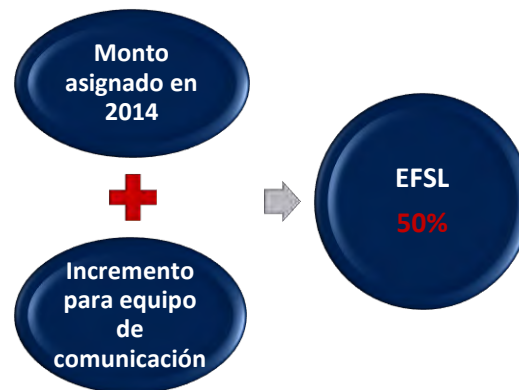 Monto
asignado en
2014
Incremento
para equipo
de
comunicación
EFSL
50%